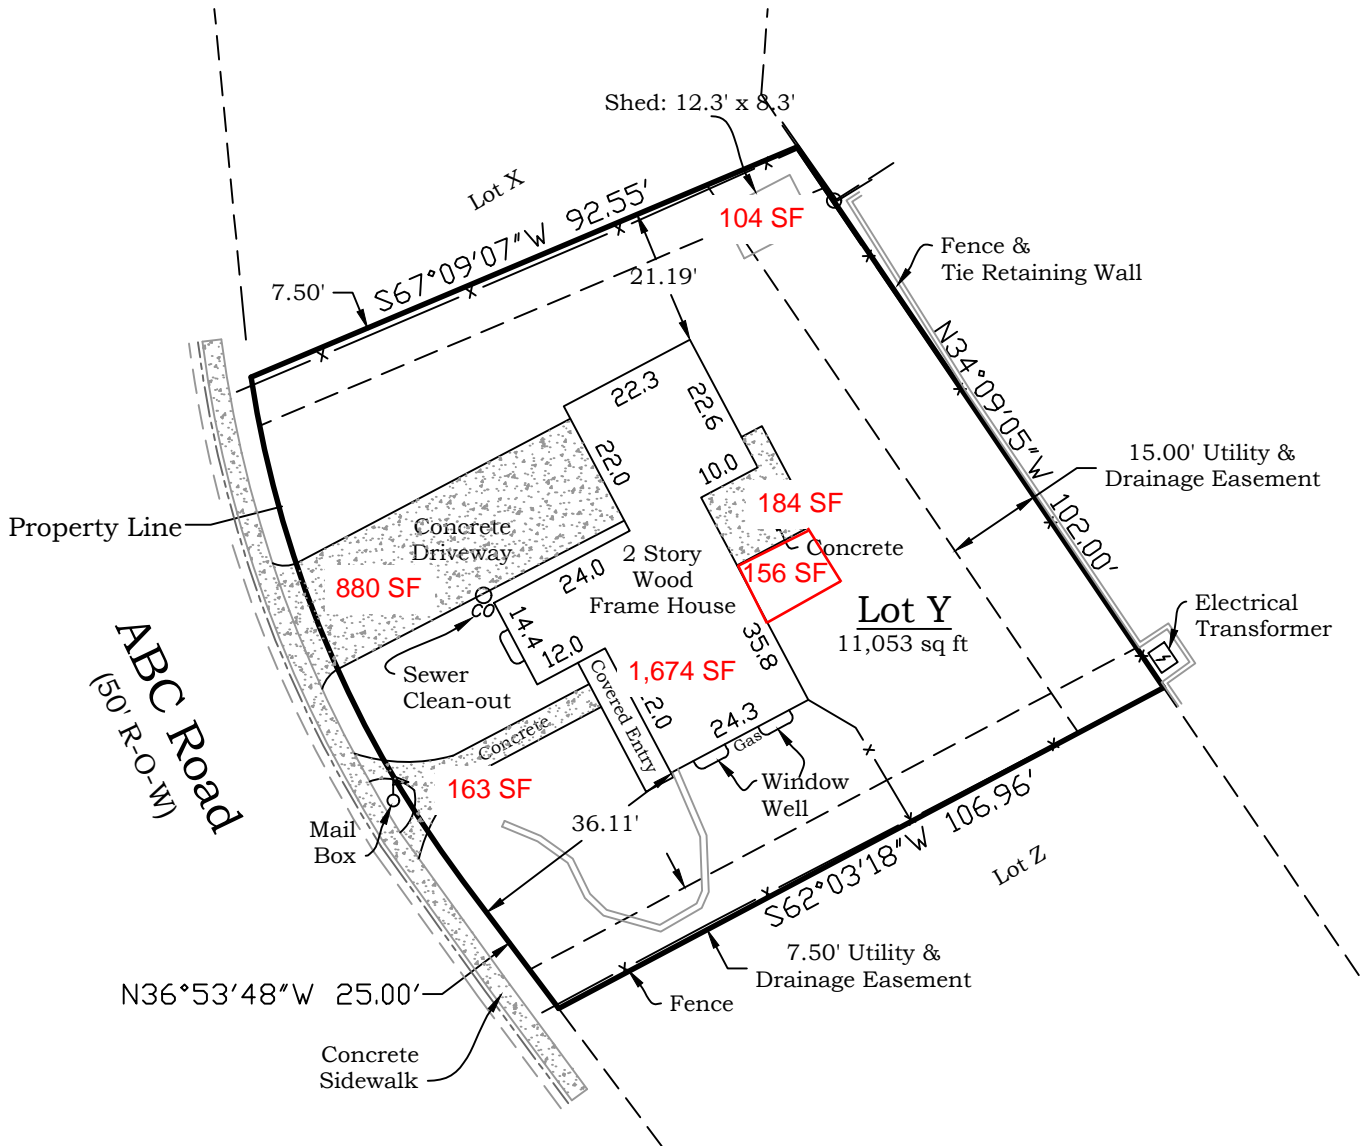 Shed: 12.3' x 8.3'
Lot X
S67°09'07"W 92.55'
104 SF
Fence &
Tie Retaining Wall
7.50'
21.19'
N34°09'05"W 102.00'
22.3
22.6
22.0
10.0
15.00' Utility &
Drainage Easement
184 SF
Property Line
Concrete
Driveway
880 SF
Concrete
156 SF
2 Story
Wood
Frame House
24.0
CO
14.4
12.0
Lot Y
11,053 sq ft
Electrical
Transformer
ABC Road
(50' R-O-W)
Sewer
Clean-out
35.8
1,674 SF
Covered Entry
2.0
24.3
Gas
Concrete
163 SF
Window
Well
Mail
Box
36.11'
S62°03'18"W 106.96'
Lot Z
7.50' Utility &
Drainage Easement
N36°53'48"W 25.00'
Fence
Concrete
Sidewalk